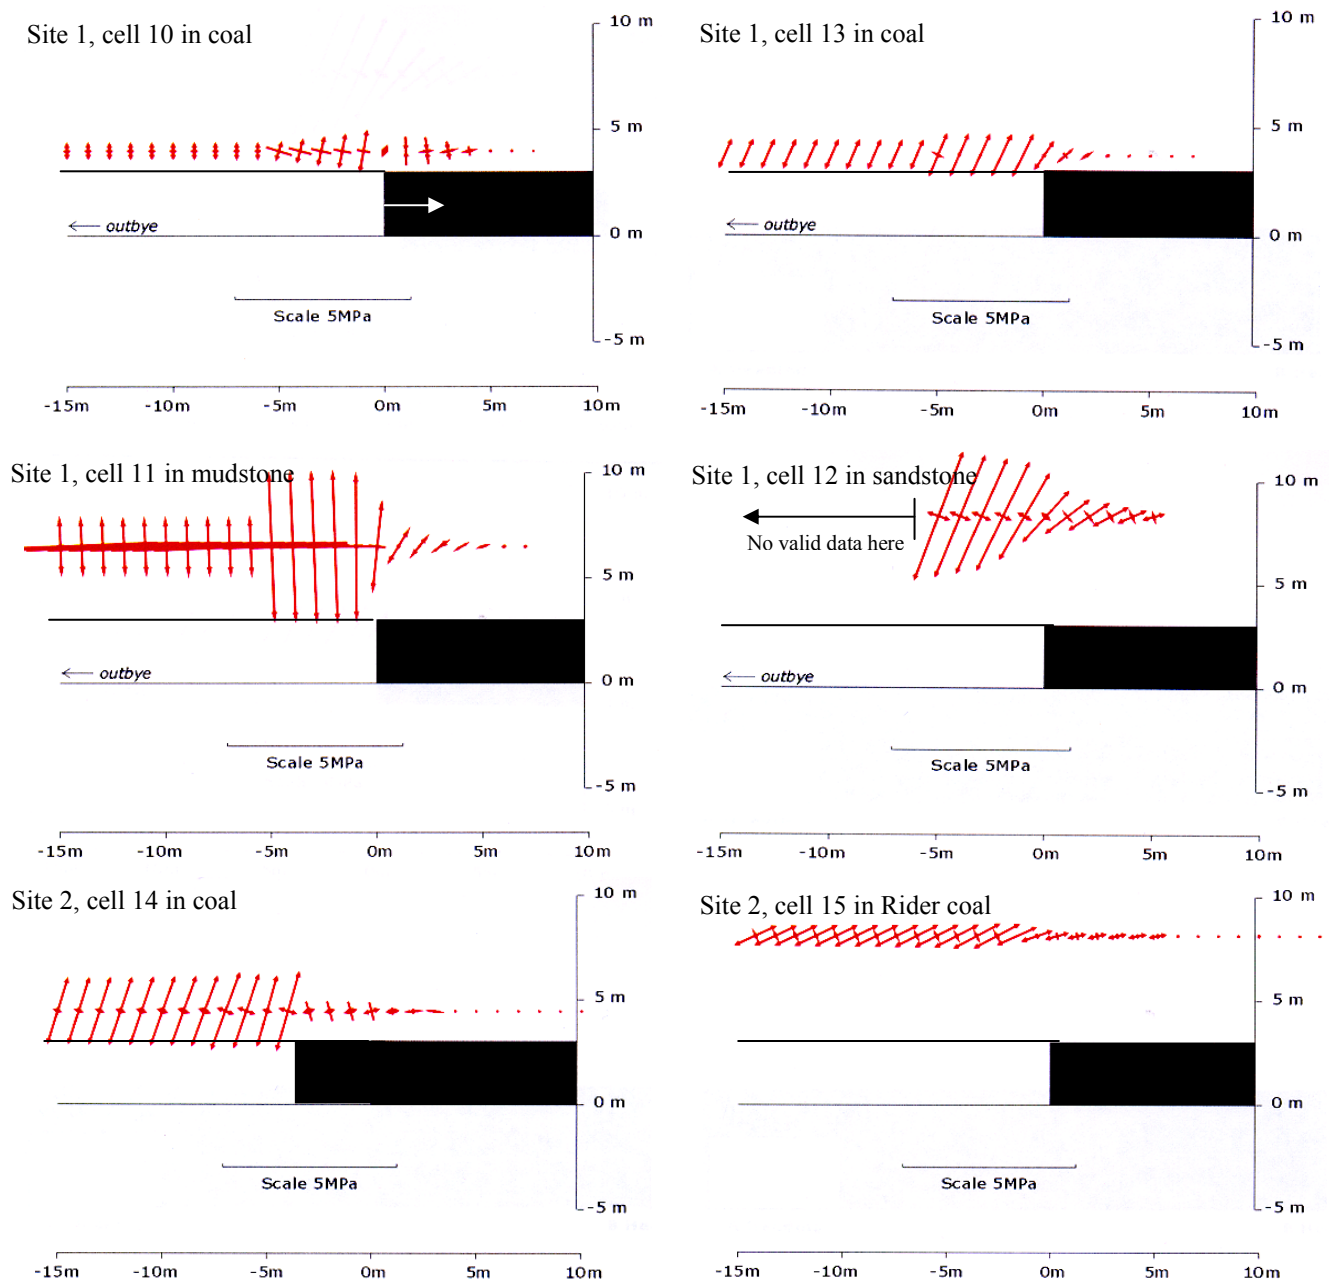 Site 1, cell 10 in coal
10 m
5 m
outbye
0 m
Scale 5MPa
-5 m
-15m -10m -5m 0m 5m 10m
Site 1, cell 13 in coal
10 m
5 m
outbye
0 m
Scale 5MPa
-5 m
-15m -10m -5m 0m 5m 10m
Site 1, cell 11 in mudstone
10 m
5 m
outbye
0 m
Scale 5MPa
-5 m
-15m -10m -5m 0m 5m 10m
Site 1, cell 12 in sandstone
10 m
No valid data here
5 m
outbye
0 m
Scale 5MPa
-5 m
-15m -10m -5m 0m 5m 10m
Site 2, cell 14 in coal
10 m
5 m
0 m
Scale 5MPa
-5 m
-15m -10m -5m 0m 5m 10m
Site 2, cell 15 in Rider coal
10 m
5 m
0 m
Scale 5MPa
-5 m
-15m -10m -5m 0m 5m 10m